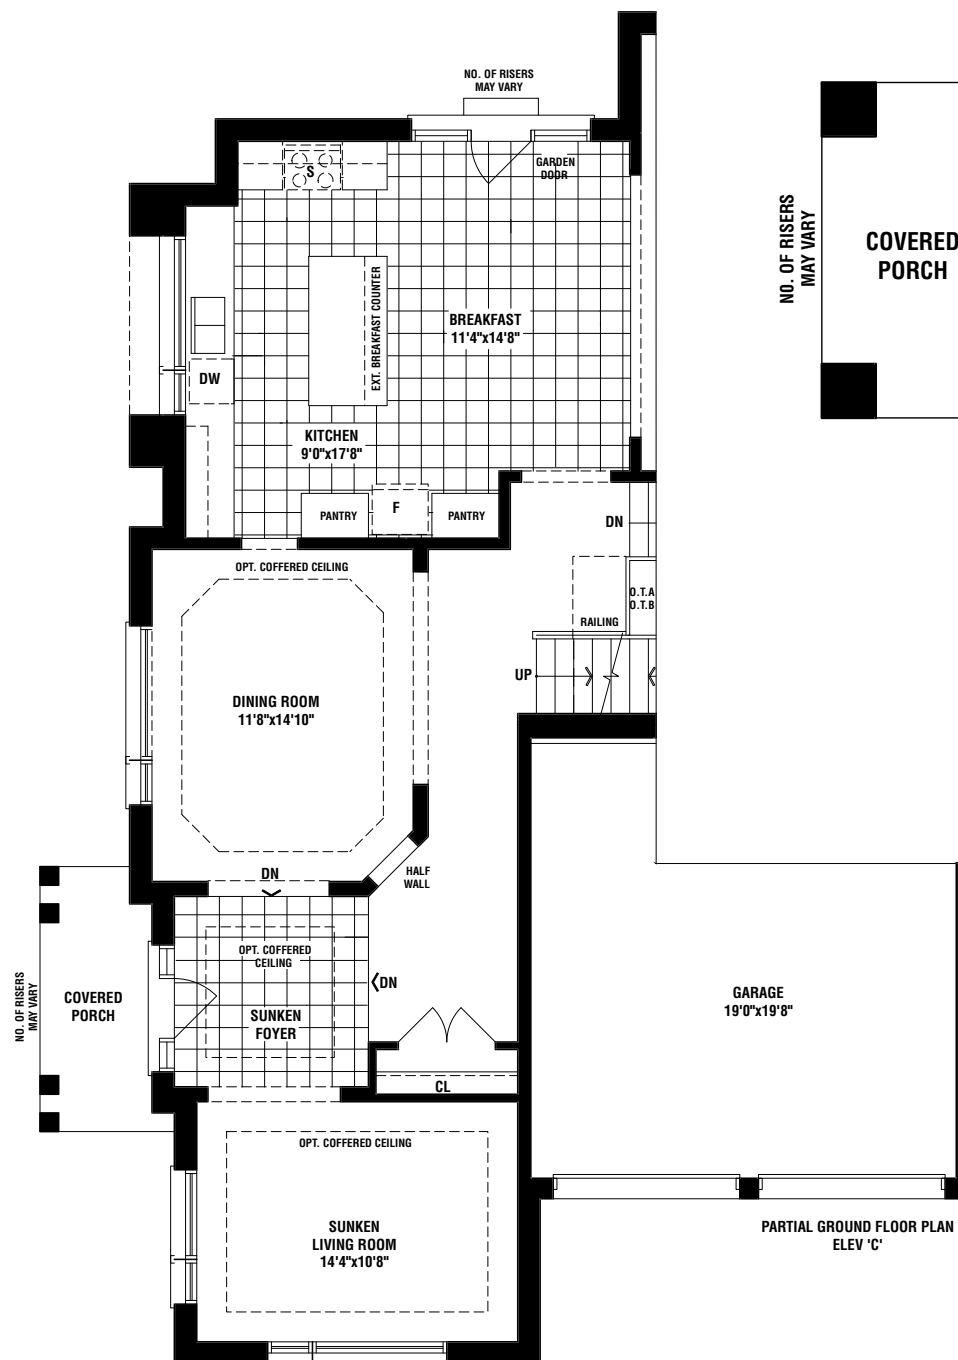 NO. OF RISERS
MAY VARY
S
GARDEN
DOOR
NO. OF RISERS
MAY VARY
COVERED
PORCH
EXT. BREAKFAST COUNTER
BREAKFAST
11'4"x14'8"
DW
KITCHEN
9'0"x17'8"
PANTRY
F
PANTRY
DN
OPT. COFFERED CEILING
O.T.A
O.T.B
RAILING
UP
DINING ROOM
11'8"x14'10"
DN
HALF
WALL
OPT. COFFERED
CEILING
DN
NO. OF RISERS
MAY VARY
COVERED
PORCH
SUNKEN
FOYER
GARAGE
19'0"x19'8"
CL
OPT. COFFERED CEILING
SUNKEN
LIVING ROOM
14'4"x10'8"
PARTIAL GROUND FLOOR PLAN
ELEV 'C'